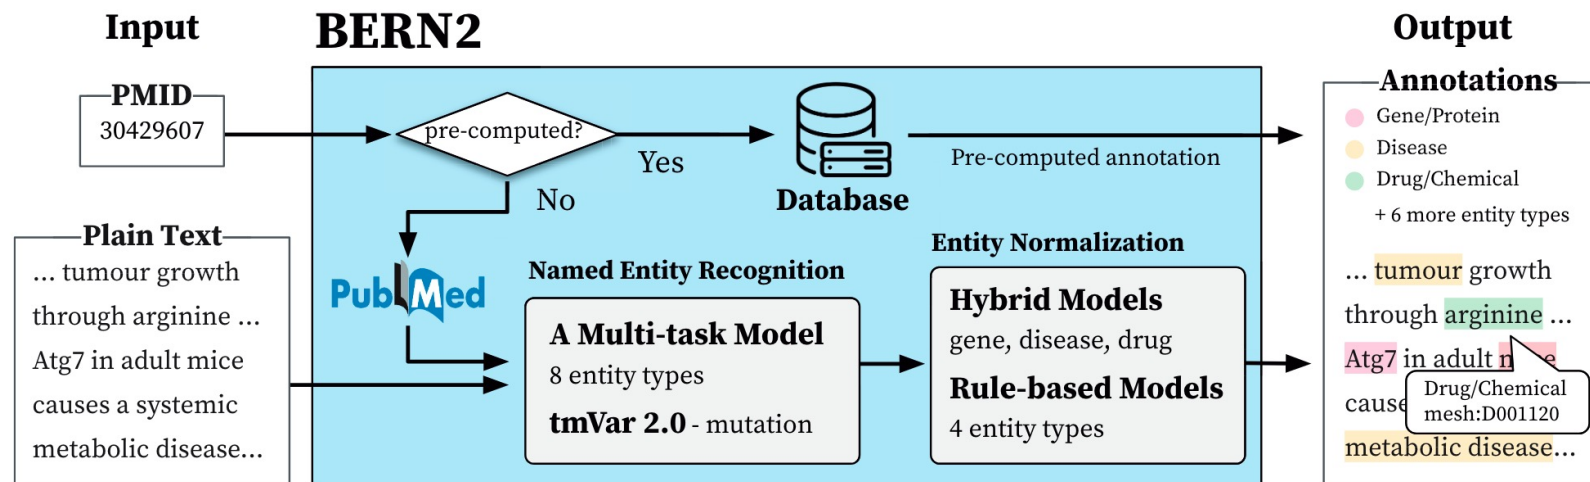 Input
BERN2
Output
PMID
30429607
pre-computed?
Yes
No
Database
Pre-computed annotation
Annotations
Gene/Protein
Disease
Drug/Chemical
+ 6 more entity types
Plain Text
... tumour growth
through arginine ...
Atg7 in adult mice
causes a systemic
metabolic disease...
PubMed
Named Entity Recognition
A Multi-task Model
8 entity types
tmVar 2.0 - mutation
Entity Normalization
Hybrid Models
gene, disease, drug
Rule-based Models
4 entity types
... tumour growth
through arginine ...
Atg7 in adult
Drug/Chemical
mesh:D001120
metabolic disease...